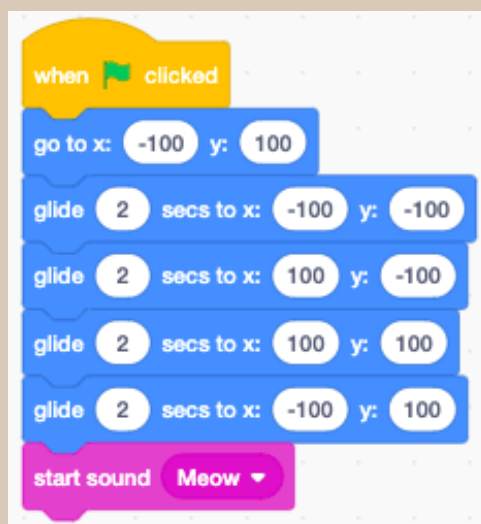 when clicked
go to x: -100 y: 100
glide 2 secs to x: -100 y: -100
glide 2 secs to x: 100 y: -100
glide 2 secs to x: 100 y: 100
glide 2 secs to x: -100 y: 100
start sound Meow